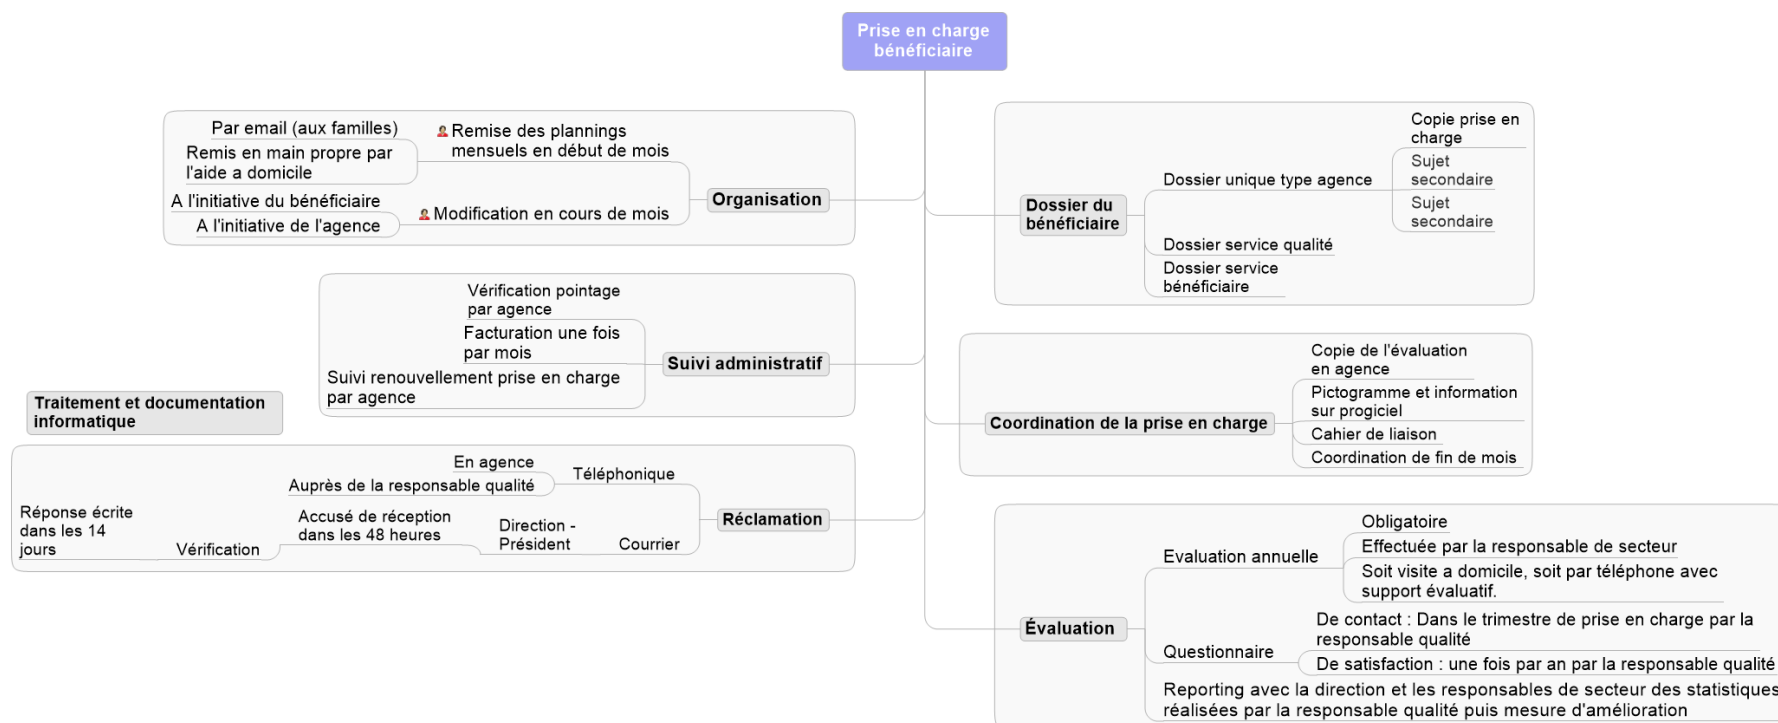 Prise en charge
bénéficiaire
Par email (aux familles)
Remis en main propre par
l'aide a domicile
Remise des plannings
mensuels en début de mois
A l'initiative du bénéficiaire
A l'initiative de l'agence
Modification en cours de mois
Organisation
Vérification pointage
par agence
Facturation une fois
par mois
Suivi renouvellement prise en charge
par agence
Suivi administratif
Traitement et documentation
informatique
En agence
Auprès de la responsable qualité
Téléphonique
Réponse écrite
dans les 14
jours
Vérification
Accusé de réception
dans les 48 heures
Direction -
Président
Courrier
Réclamation
Dossier du
bénéficiaire
Dossier unique type agence
Copie prise en
charge
Sujet
secondaire
Sujet
secondaire
Dossier service qualité
Dossier service
bénéficiaire
Coordination de la prise en charge
Copie de l'évaluation
en agence
Pictogramme et information
sur progiciel
Cahier de liaison
Coordination de fin de mois
Évaluation
Evaluation annuelle
Obligatoire
Effectuée par la responsable de secteur
Soit visite a domicile, soit par téléphone avec
support évaluatif.
Questionnaire
De contact : Dans le trimestre de prise en charge par la
responsable qualité
De satisfaction : une fois par an par la responsable qualité
Reporting avec la direction et les responsables de secteur des statistiques
réalisées par la responsable qualité puis mesure d'amélioration